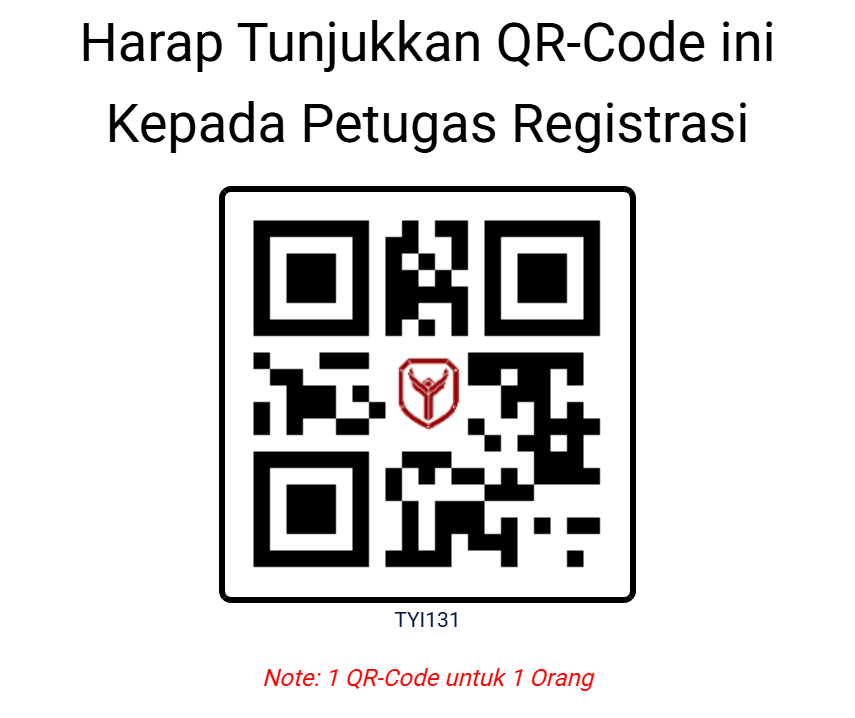 Harap Tunjukkan QR-Code ini
Kepada Petugas Registrasi
TYI131
Note: 1 QR-Code untuk 1 Orang